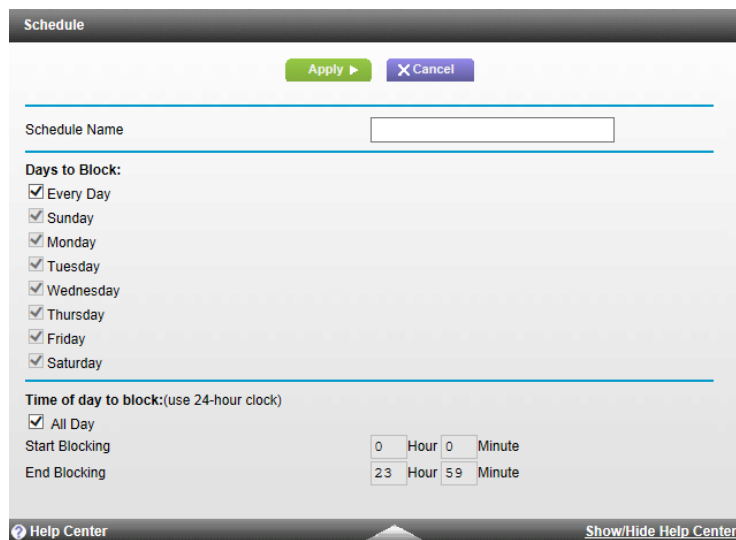 Schedule
Apply ▶ X Cancel
Schedule Name
Days to Block:
Every Day
Sunday
Monday
Tuesday
Wednesday
Thursday
Friday
Saturday
Time of day to block:(use 24-hour clock)
All Day
Start Blocking 0 Hour 0 Minute
End Blocking 23 Hour 59 Minute
? Help Center Show/Hide Help Center